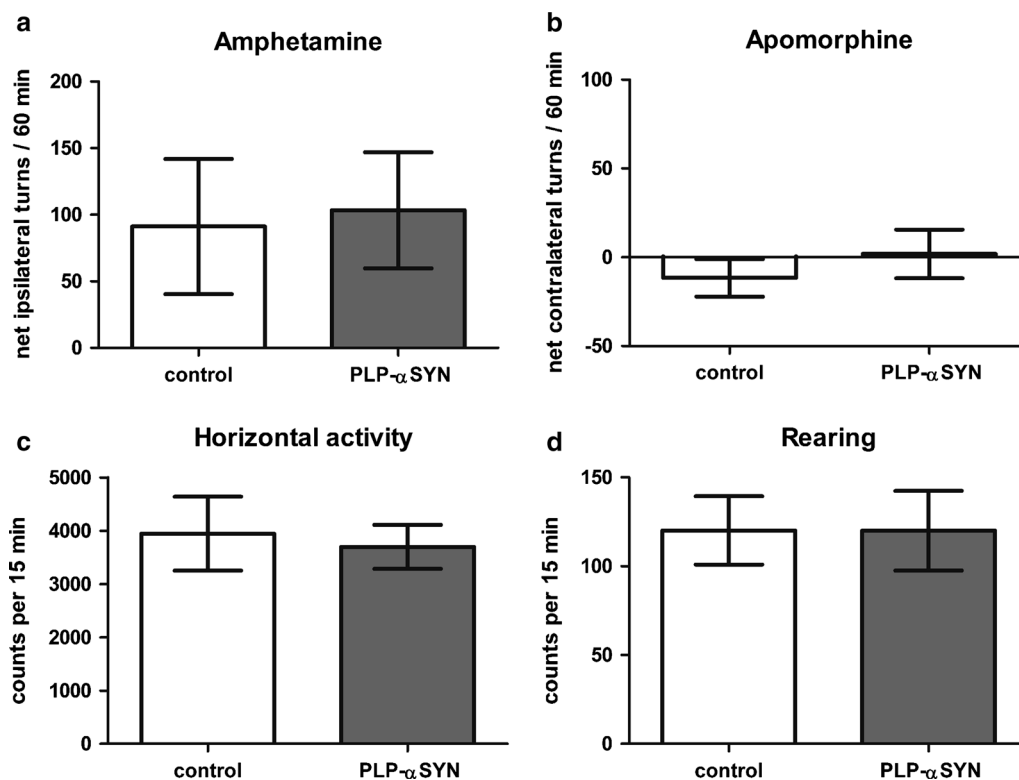 a
Amphetamine
net ipsilateral turns / 60 min
200
150
100
50
0
control
PLP-αSYN
b
Apomorphine
net contralateral turns / 60 min
100
50
0
-50
control
PLP-αSYN
c
Horizontal activity
counts per 15 min
5000
4000
3000
2000
1000
0
control
PLP-αSYN
d
Rearing
counts per 15 min
150
100
50
0
control
PLP-αSYN